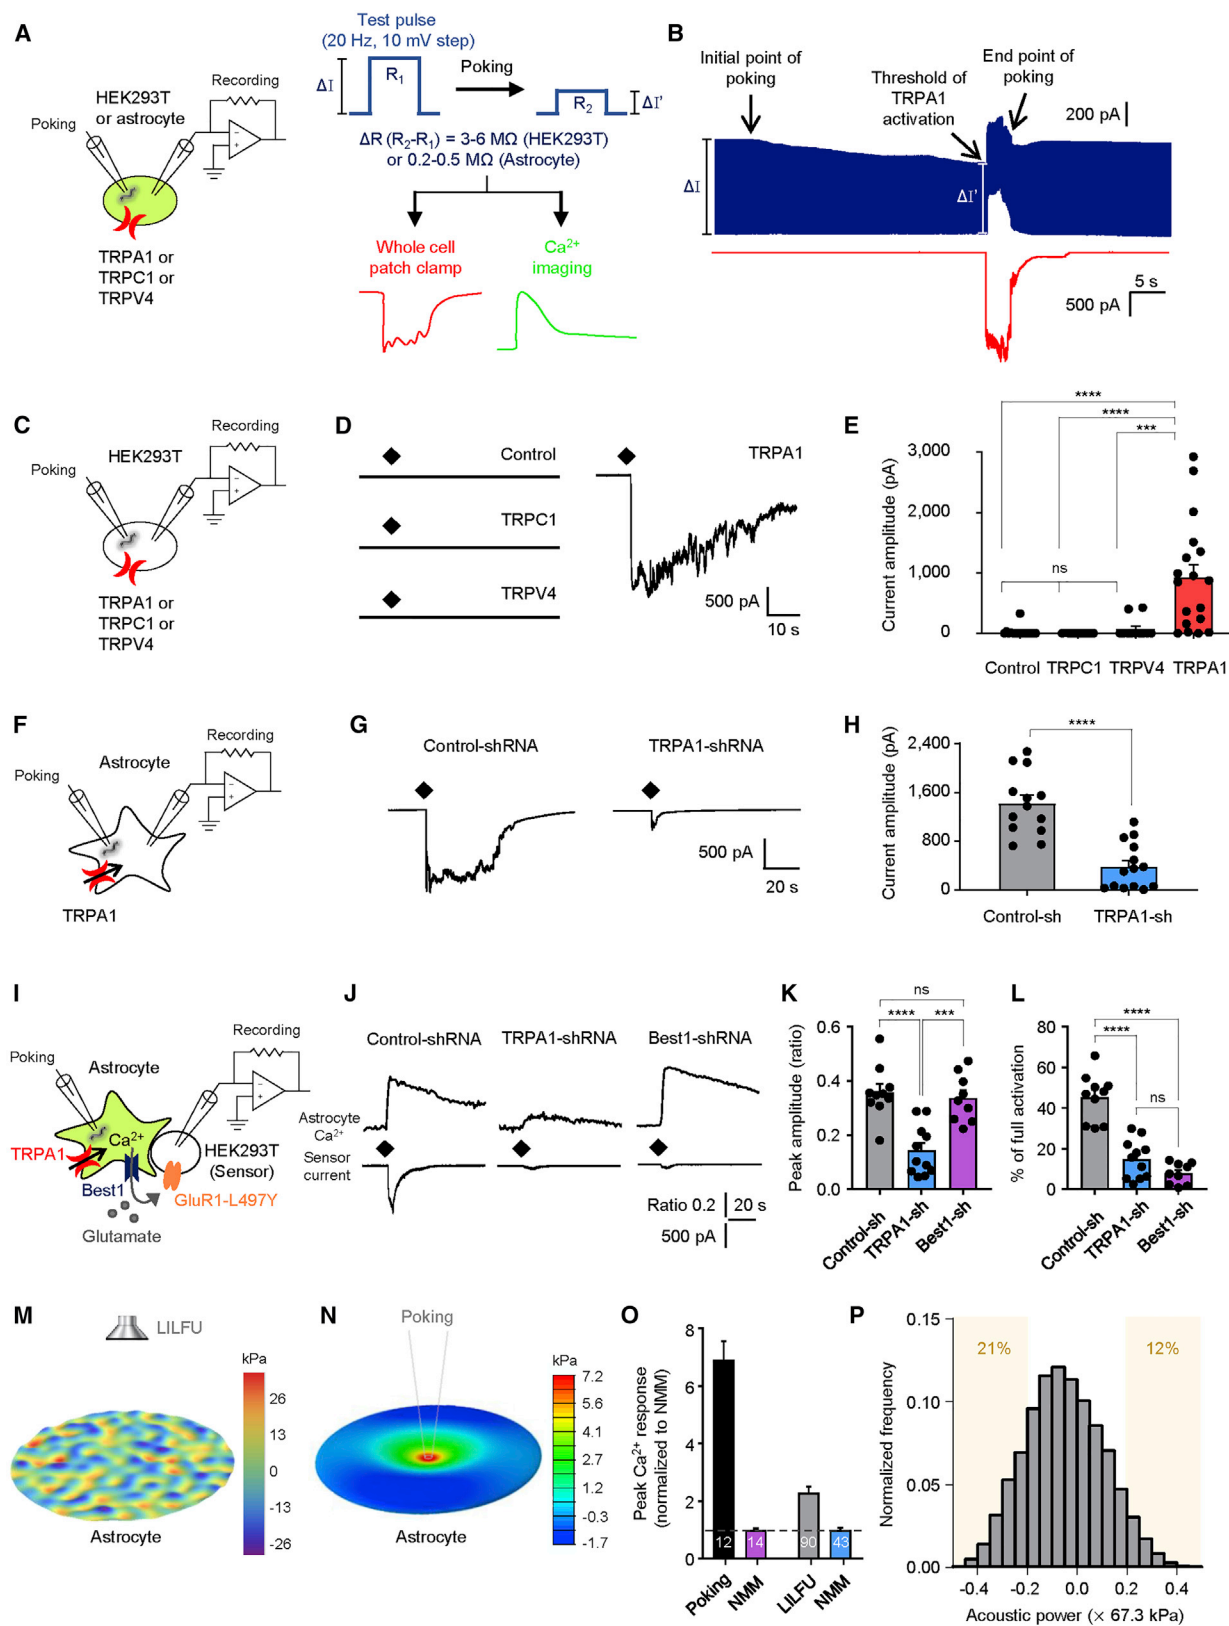 A
Test pulse
(20 Hz, 10 mV step)
Recording
HEK293T
or astrocyte
Poking
−
+
ΔI
R1
Poking
R2
ΔI'
ΔR (R2-R1) = 3-6 MΩ (HEK293T)
or 0.2-0.5 MΩ (Astrocyte)
TRPA1 or
TRPC1 or
TRPV4
Whole cell
patch clamp
Ca2+
imaging
B
Initial point of
poking
Threshold of
TRPA1
activation
End point of
poking
200 pA
ΔI
ΔI'
5 s
500 pA
C
Recording
HEK293T
Poking
−
+
TRPA1 or
TRPC1 or
TRPV4
D
Control
TRPC1
TRPV4
TRPA1
500 pA
10 s
E
****
****
***
ns
Current amplitude (pA)
3,000
2,000
1,000
0
Control TRPC1 TRPV4 TRPA1
F
Recording
Astrocyte
Poking
−
+
TRPA1
G
Control-shRNA
TRPA1-shRNA
500 pA
20 s
H
****
Current amplitude (pA)
2,400
1,600
800
0
Control-sh TRPA1-sh
I
Recording
Poking
Astrocyte
−
+
TRPA1
Ca2+
Best1
HEK293T
(Sensor)
GluR1-L497Y
Glutamate
J
Control-shRNA TRPA1-shRNA Best1-shRNA
Astrocyte
Ca2+
Sensor
current
Ratio 0.2
20 s
500 pA
K
ns
**** ***
Peak amplitude (ratio)
0.6
0.4
0.2
0.0
Control-sh
TRPA1-sh
Best1-sh
L
****
****
ns
% of full activation
80
60
40
20
0
Control-sh
TRPA1-sh
Best1-sh
M
LILFU
kPa
26
13
0
-13
-26
Astrocyte
N
Poking
kPa
7.2
6.1
4.6
2.7
1.2
-0.3
-1.7
Astrocyte
O
Peak Ca2+ response
(normalized to NMM)
8
6
4
2
0
12
14
90
43
Poking
NMM
LILFU
NMM
P
Normalized frequency
0.15
0.10
0.05
0.00
21%
12%
-0.4 -0.2 0.0 0.2 0.4
Acoustic power (× 67.3 kPa)